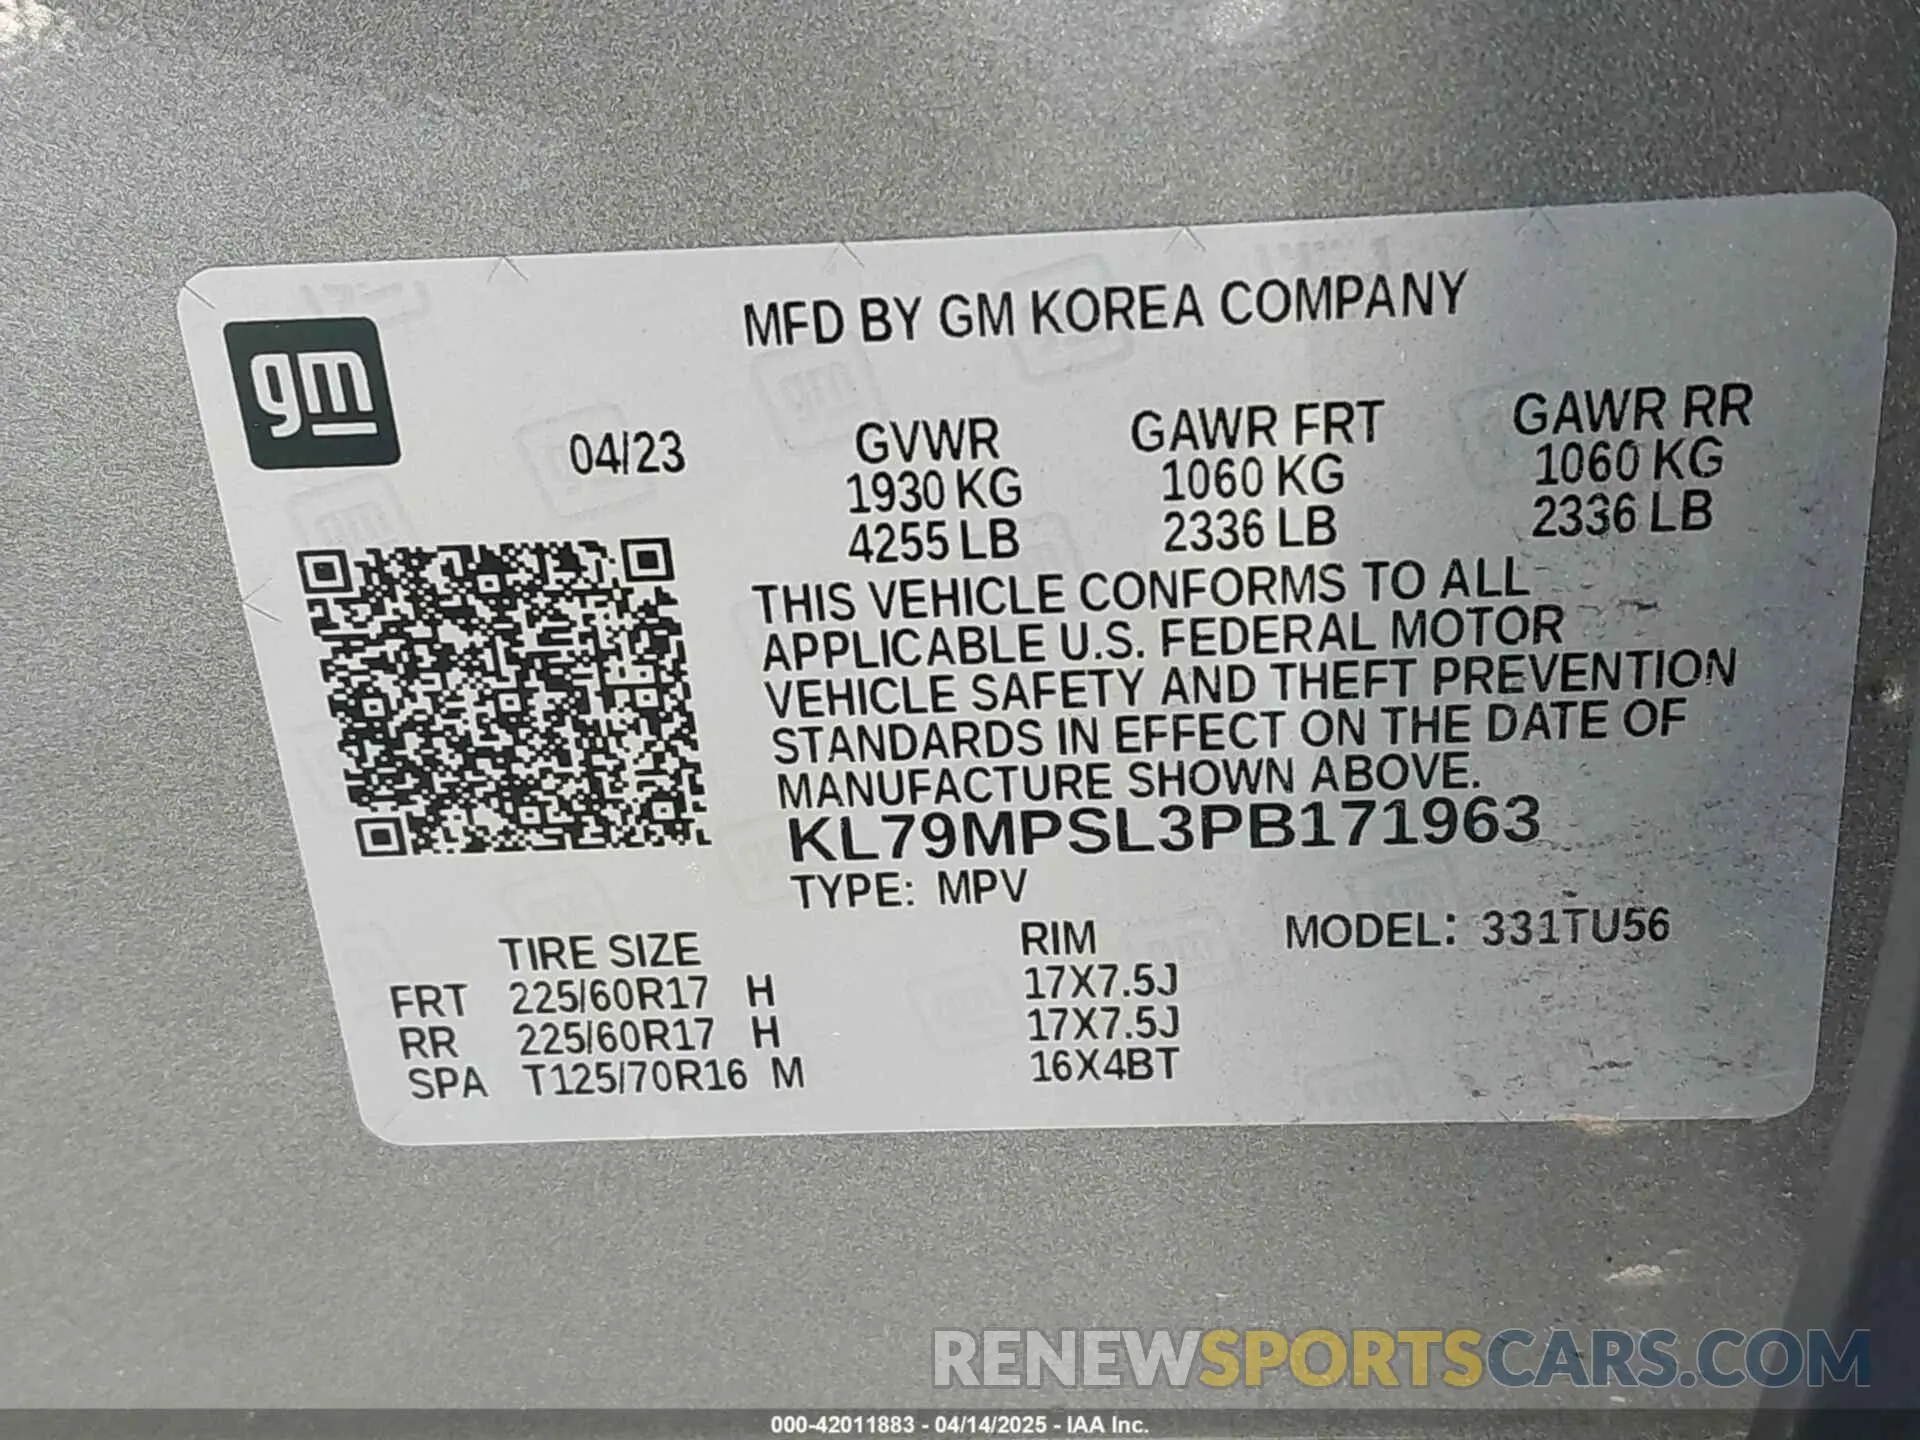 MFD BY GM KOREA COMPANY
gm
04/23
GVWR GAWR FRT GAWR RR
1930 KG 1060 KG 1060 KG
4255 LB 2336 LB 2336 LB
THIS VEHICLE CONFORMS TO ALL
APPLICABLE U.S. FEDERAL MOTOR
VEHICLE SAFETY AND THEFT PREVENTION
STANDARDS IN EFFECT ON THE DATE OF
MANUFACTURE SHOWN ABOVE.
KL79MPSL3PB171963
TYPE: MPV
MODEL: 331TU56
TIRE SIZE RIM
FRT 225/60R17 H 17X7.5J
RR 225/60R17 H 17X7.5J
SPA T125/70R16 M 16X4BT
RENEWSPORTSCARS.COM
000-42011883 - 04/14/2025 - IAA Inc.